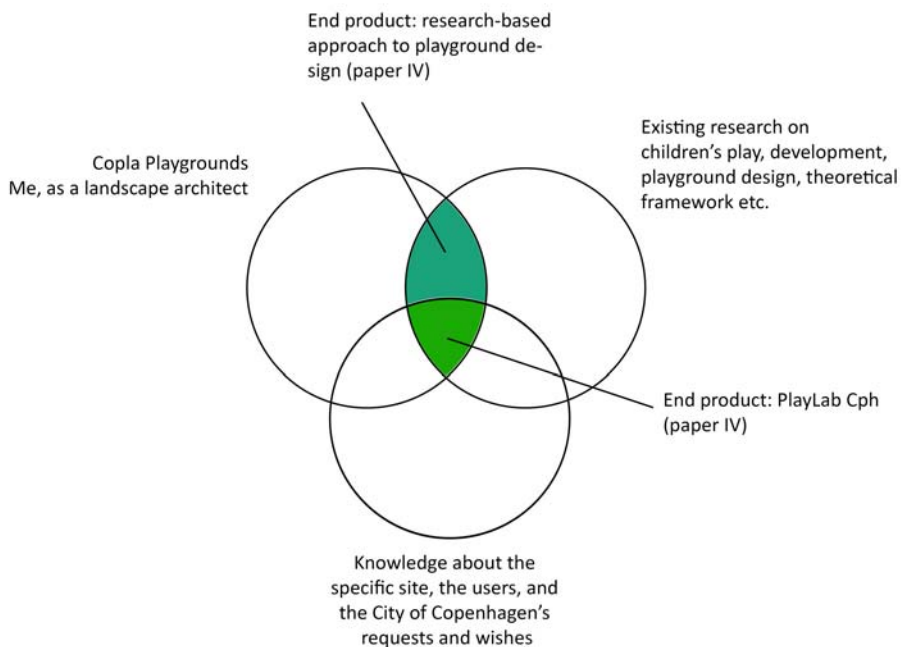 End product: research-based
approach to playground de-
sign (paper IV)
Copla Playgrounds
Me, as a landscape architect
Existing research on
children’s play, development,
playground design, theoretical
framework etc.
End product: PlayLab Cph
(paper IV)
Knowledge about the
specific site, the users, and
the City of Copenhagen’s
requests and wishes